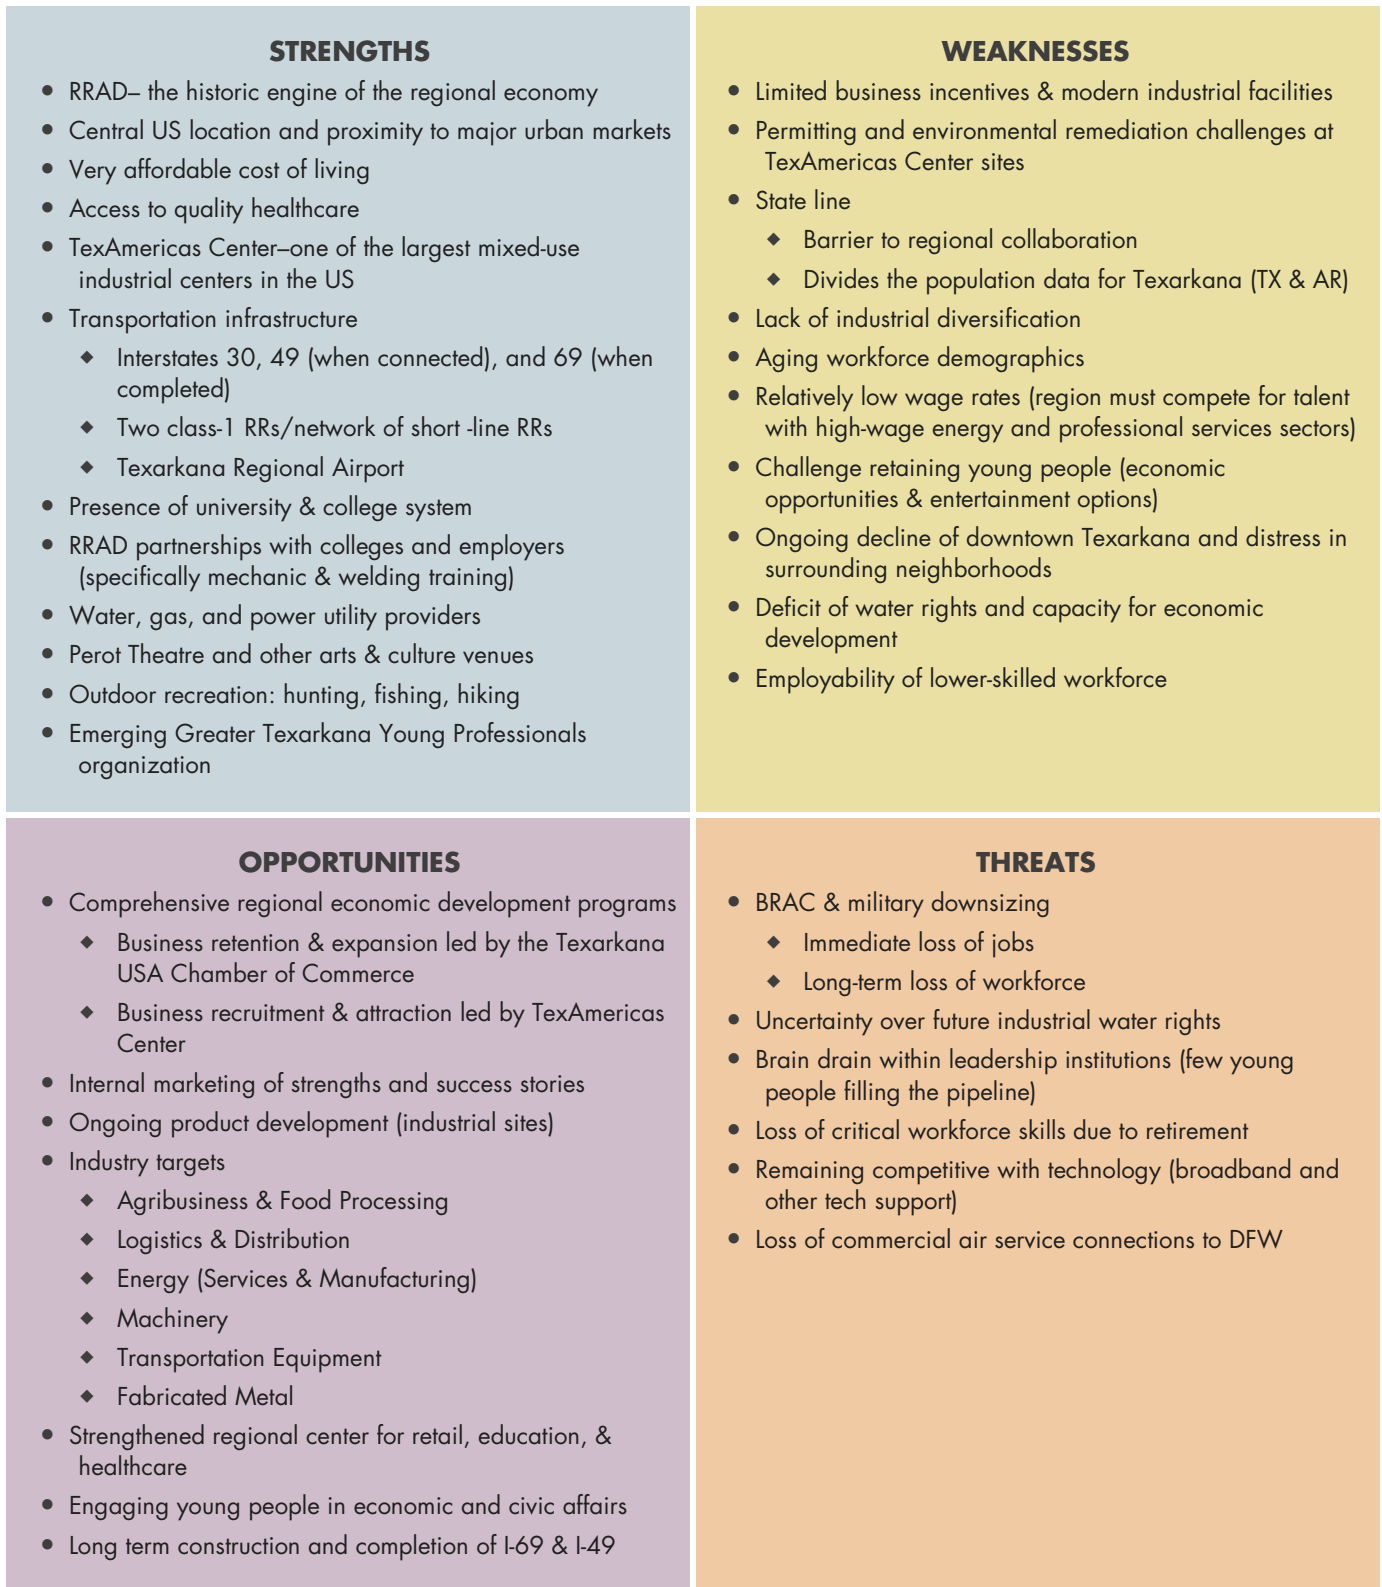 STRENGTHS
• RRAD– the historic engine of the regional economy
• Central US location and proximity to major urban markets
• Very affordable cost of living
• Access to quality healthcare
• TexAmericas Center–one of the largest mixed-use
industrial centers in the US
• Transportation infrastructure
◆ Interstates 30, 49 (when connected), and 69 (when
completed)
◆ Two class-1 RRs/network of short -line RRs
◆ Texarkana Regional Airport
• Presence of university & college system
• RRAD partnerships with colleges and employers
(specifically mechanic & welding training)
• Water, gas, and power utility providers
• Perot Theatre and other arts & culture venues
• Outdoor recreation: hunting, fishing, hiking
• Emerging Greater Texarkana Young Professionals
organization
WEAKNESSES
• Limited business incentives & modern industrial facilities
• Permitting and environmental remediation challenges at
TexAmericas Center sites
• State line
◆ Barrier to regional collaboration
◆ Divides the population data for Texarkana (TX & AR)
• Lack of industrial diversification
• Aging workforce demographics
• Relatively low wage rates (region must compete for talent
with high-wage energy and professional services sectors)
• Challenge retaining young people (economic
opportunities & entertainment options)
• Ongoing decline of downtown Texarkana and distress in
surrounding neighborhoods
• Deficit of water rights and capacity for economic
development
• Employability of lower-skilled workforce
OPPORTUNITIES
• Comprehensive regional economic development programs
◆ Business retention & expansion led by the Texarkana
USA Chamber of Commerce
◆ Business recruitment & attraction led by TexAmericas
Center
• Internal marketing of strengths and success stories
• Ongoing product development (industrial sites)
• Industry targets
◆ Agribusiness & Food Processing
◆ Logistics & Distribution
◆ Energy (Services & Manufacturing)
◆ Machinery
◆ Transportation Equipment
◆ Fabricated Metal
• Strengthened regional center for retail, education, &
healthcare
• Engaging young people in economic and civic affairs
• Long term construction and completion of I-69 & I-49
THREATS
• BRAC & military downsizing
◆ Immediate loss of jobs
◆ Long-term loss of workforce
• Uncertainty over future industrial water rights
• Brain drain within leadership institutions (few young
people filling the pipeline)
• Loss of critical workforce skills due to retirement
• Remaining competitive with technology (broadband and
other tech support)
• Loss of commercial air service connections to DFW